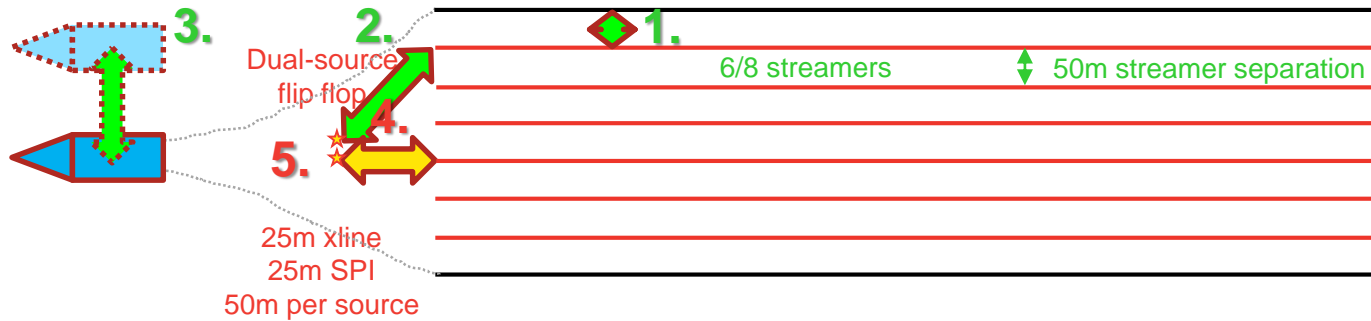 3.
2.
1.
Dual-source
flip flop
6/8 streamers
50m streamer separation
4.
5.
25m xline
25m SPI
50m per source